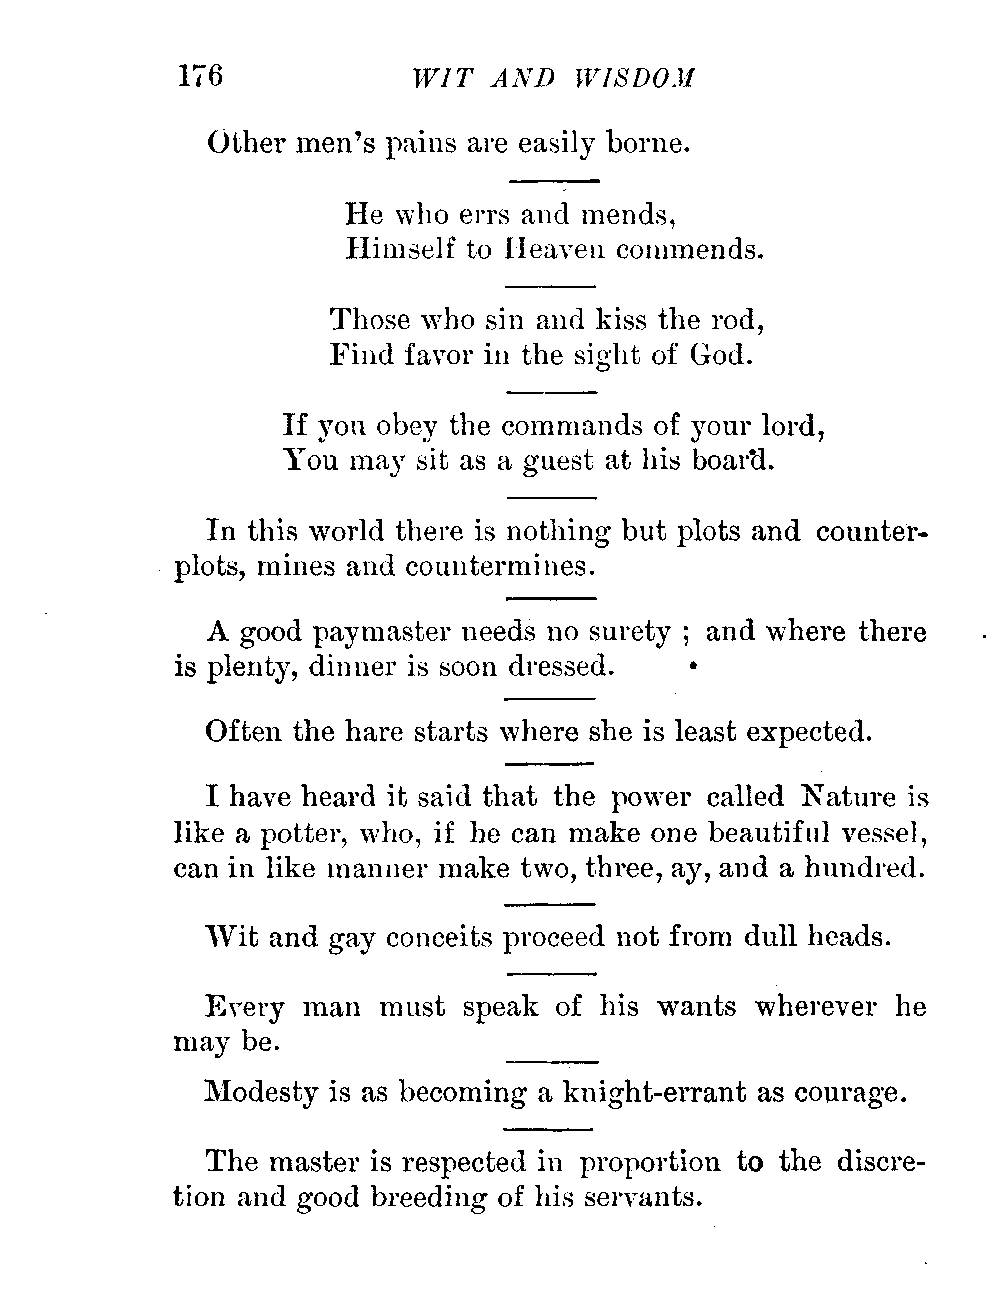 176 WIT AND WISDOM
Other men's pains are easily borne.
He who errs and mends,
Himself to Heaven commends.
Those who sin and kiss the rod,
Find favor in the sight of God.
If you obey the commands of your lord,
You may sit as a guest at his board.
In this world there is nothing but plots and counter-
plots, mines and countermines.
A good paymaster needs no surety ; and where there
is plenty, dinner is soon dressed.
Often the hare starts where she is least expected.
I have heard it said that the power called Nature is
like a potter, who, if he can make one beautiful vessel,
can in like manner make two, three, ay, and a hundred.
Wit and gay conceits proceed not from dull heads.
Every man must speak of his wants wherever he
may be.
Modesty is as becoming a knight-errant as courage.
The master is respected in proportion to the discre-
tion and good breeding of his servants.